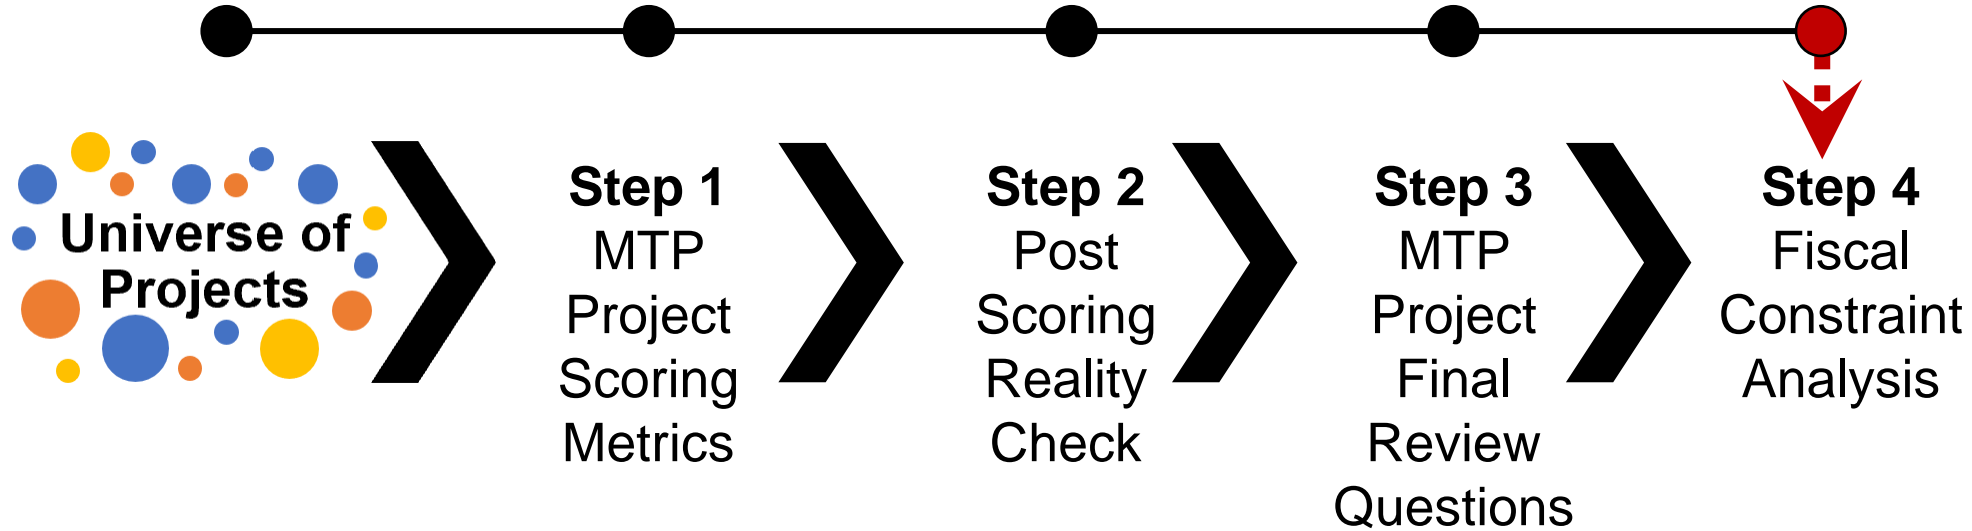 Universe of
Projects
Step 1
MTP
Project
Scoring
Metrics
Step 2
Post
Scoring
Reality
Check
Step 3
MTP
Project
Final
Review
Questions
Step 4
Fiscal
Constraint
Analysis